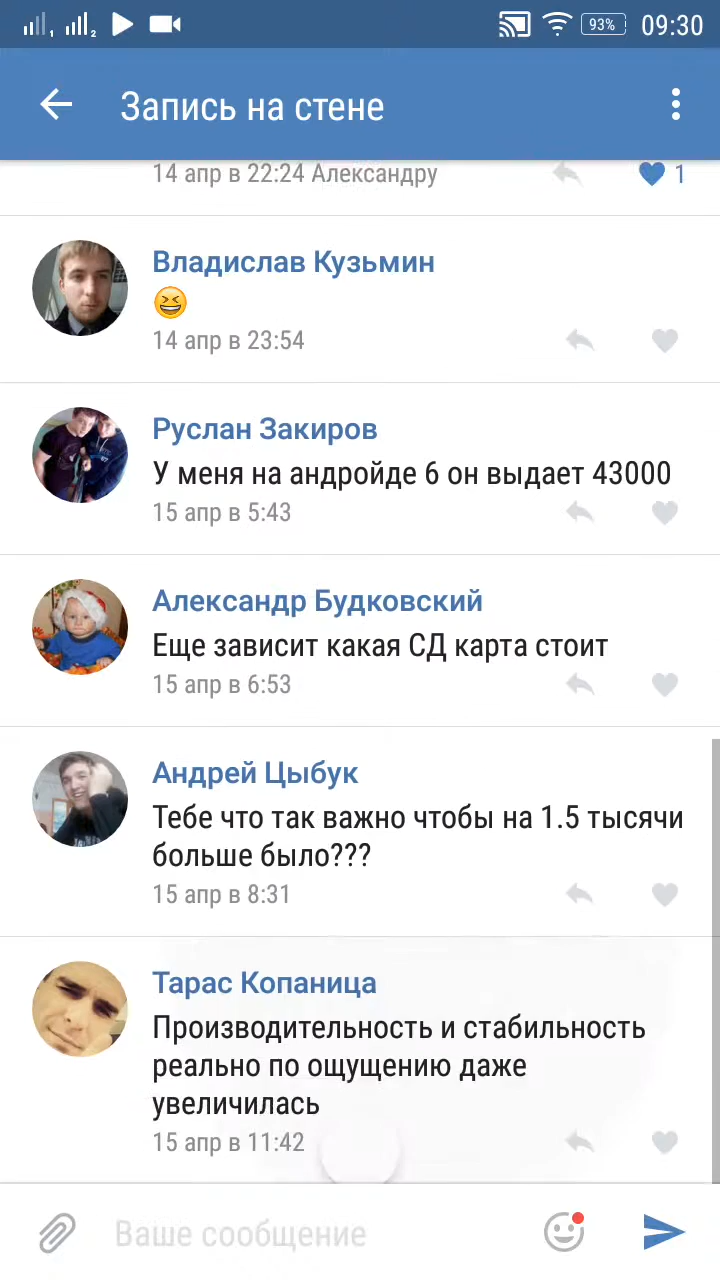 1 2 93% 09:30
Запись на стене
14 апр в 22:24 Александру 1
Владислав Кузьмин
😆
14 апр в 23:54
Руслан Закиров
У меня на андройде 6 он выдает 43000
15 апр в 5:43
Александр Будковский
Еще зависит какая СД карта стоит
15 апр в 6:53
Андрей Цыбук
Тебе что так важно чтобы на 1.5 тысячи
больше было???
15 апр в 8:31
Тарас Копаница
Производительность и стабильность
реально по ощущению даже
увеличилась
15 апр в 11:42
Ваше сообщение